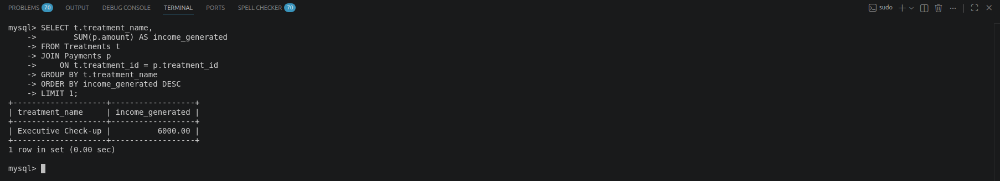 PROBLEMS 70 OUTPUT DEBUG CONSOLE TERMINAL PORTS SPELL CHECKER 70 sudo
mysql> SELECT t.treatment_name,
    ->        SUM(p.amount) AS income_generated
    -> FROM Treatments t
    -> JOIN Payments p
    ->     ON t.treatment_id = p.treatment_id
    -> GROUP BY t.treatment_name
    -> ORDER BY income_generated DESC
    -> LIMIT 1;
+--------------------+------------------+
| treatment_name     | income_generated |
+--------------------+------------------+
| Executive Check-up |          6000.00 |
+--------------------+------------------+
1 row in set (0.00 sec)
mysql>